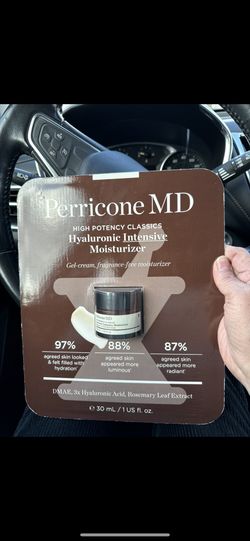 Perricone MD
HIGH POTENCY CLASSICS
Hyaluronic Intensive
Moisturizer
Gel-cream, fragrance-free moisturizer
97%
agreed skin looked
& felt filled with
hydration
88%
agreed skin
appeared more
luminous
87%
agreed skin
appeared more
radiant
DMAE, 3x Hyaluronic Acid, Rosemary Leaf Extract
℮ 30 mL / 1 US fl. oz.